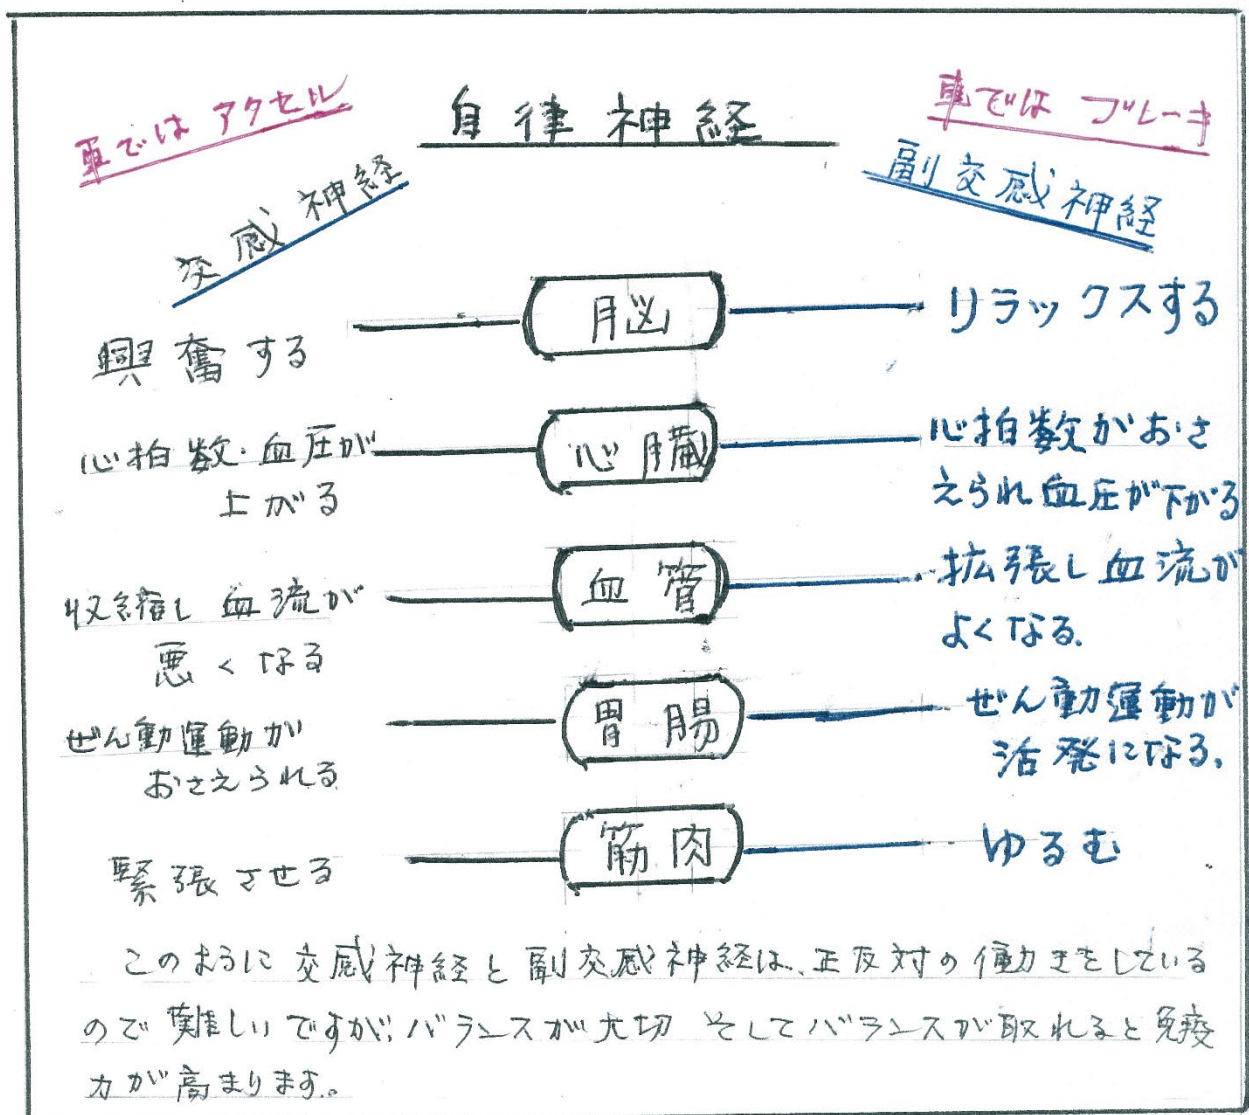 自律神経
車では アクセル
交感神経
車では ブレーキ
副交感神経
興奮する
脳
リラックスする
心拍数・血圧が
上がる
心臓
心拍数がおさ
えられ血圧が下がる
収縮し血流が
悪くなる
血管
拡張し血流が
よくなる.
ぜん動運動が
おさえられる
胃腸
ぜん動運動が
活発になる.
緊張させる
筋肉
ゆるむ
このように交感神経と副交感神経は、正反対の働きをしている
ので難しいですが、バランスが大切 そしてバランスが取れると免疫
力が高まります。